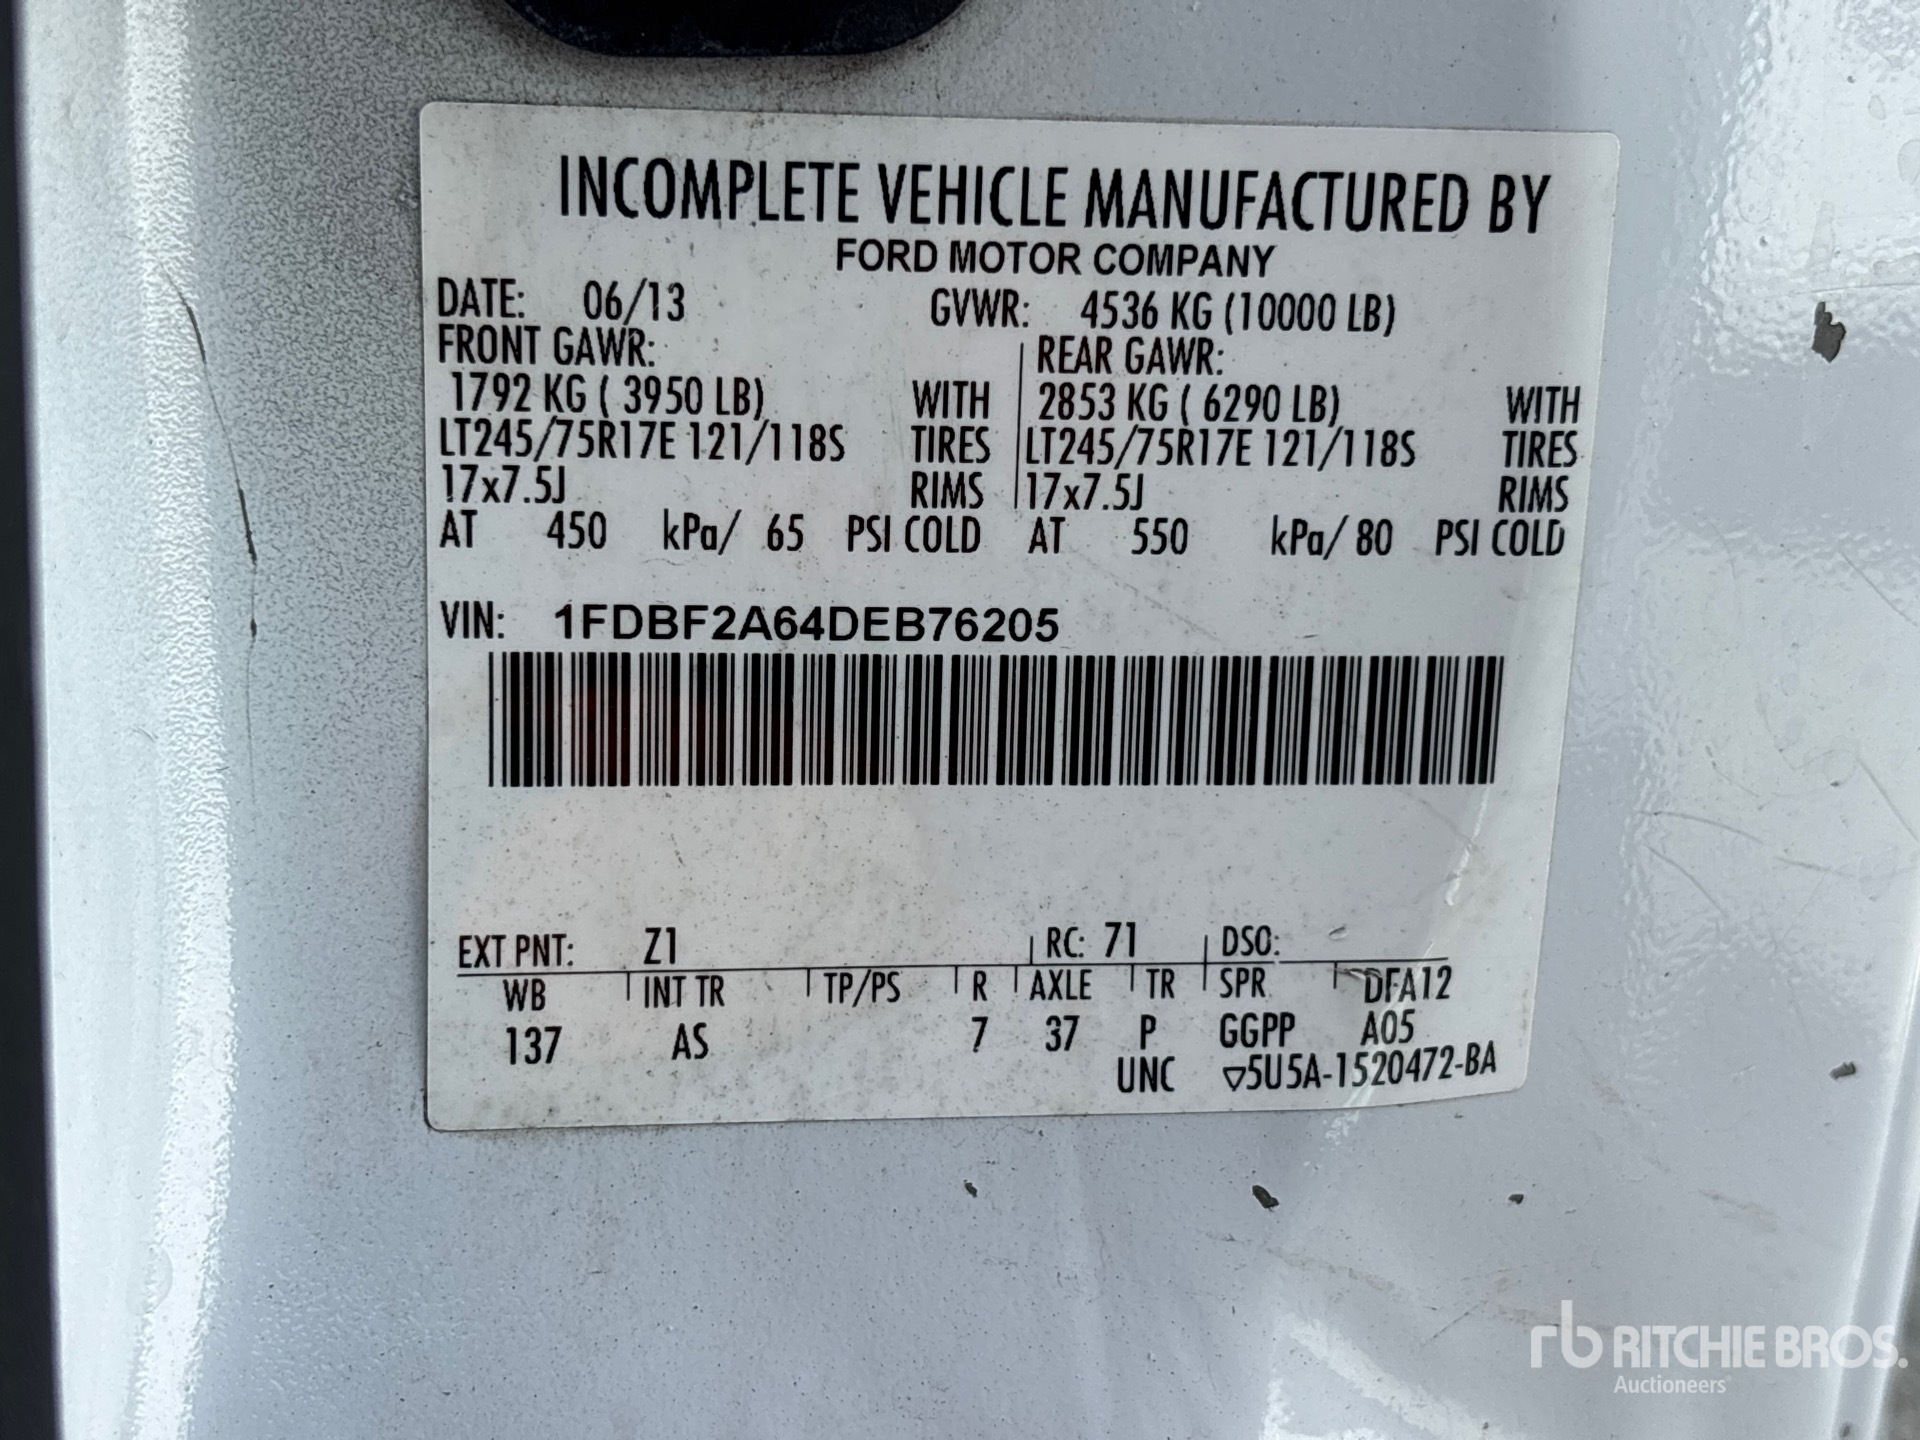 INCOMPLETE VEHICLE MANUFACTURED BY
FORD MOTOR COMPANY
DATE: 06/13 GVWR: 4536 KG (10000 LB)
FRONT GAWR: REAR GAWR:
1792 KG ( 3950 LB) WITH 2853 KG ( 6290 LB) WITH
LT245/75R17E 121/118S TIRES LT245/75R17E 121/118S TIRES
17x7.5J RIMS 17x7.5J RIMS
AT 450 kPa/ 65 PSI COLD AT 550 kPa/ 80 PSI COLD
VIN: 1FDBF2A64DEB76205
EXT PNT: Z1 RC: 71 DSO:
WB INT TR TP/PS R AXLE TR SPR DFA12
137 AS 7 37 P GGPP A05
UNC ▽5U5A-1520472-BA
rb RITCHIE BROS.
Auctioneers